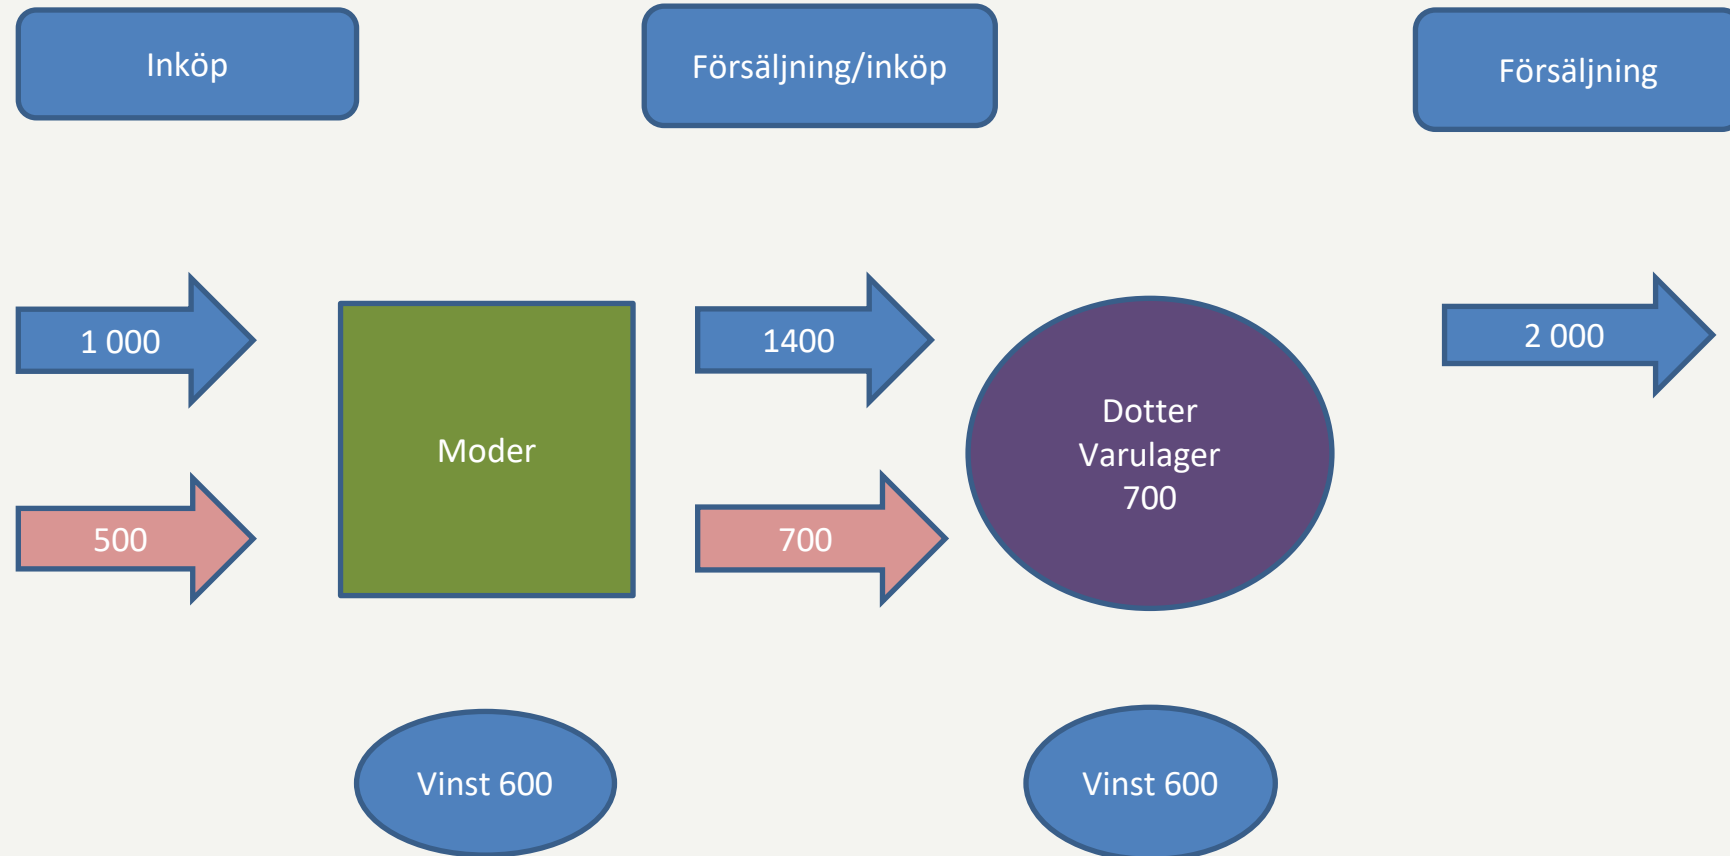 Inköp
Försäljning/inköp
Försäljning
1 000
1400
2 000
Moder
Dotter
Varulager
700
500
700
Vinst 600
Vinst 600